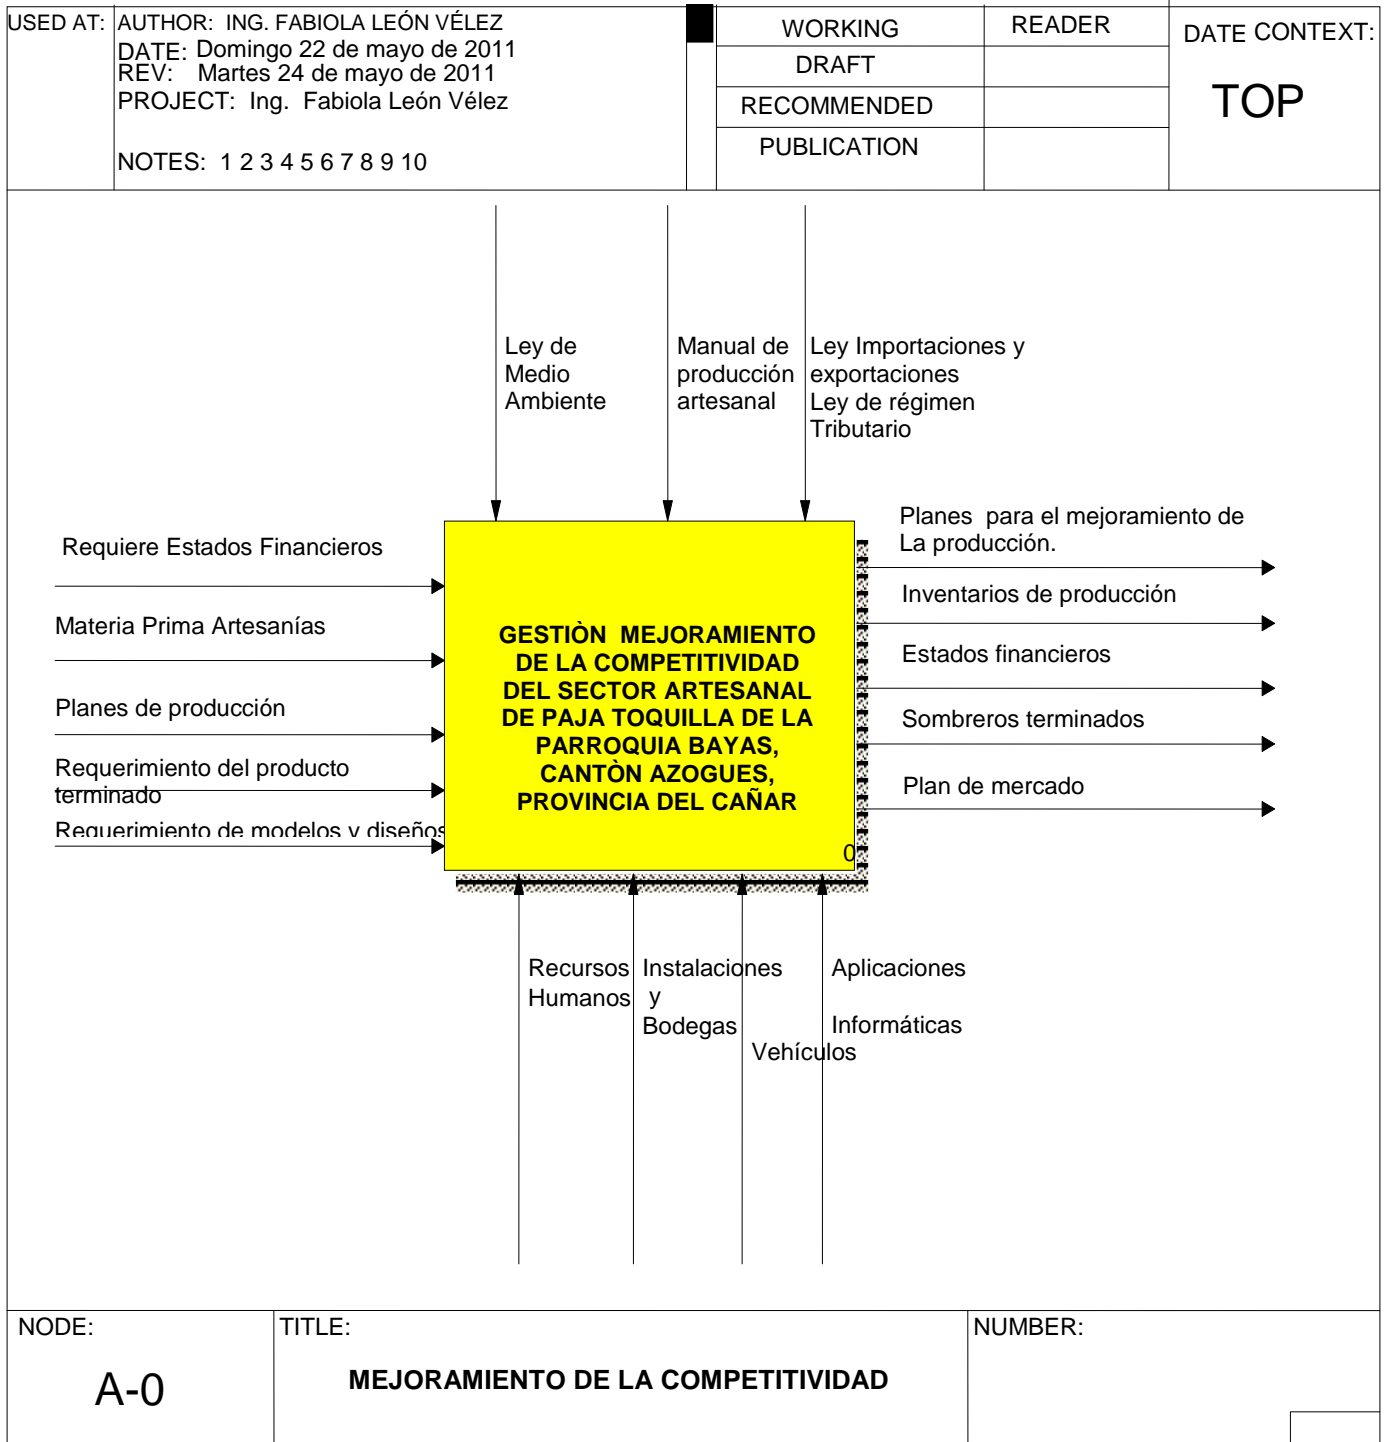 USED AT:
AUTHOR: ING. FABIOLA LEÓN VÉLEZ
DATE: Domingo 22 de mayo de 2011
REV: Martes 24 de mayo de 2011
PROJECT: Ing. Fabiola León Vélez
NOTES: 1 2 3 4 5 6 7 8 9 10
WORKING
DRAFT
RECOMMENDED
PUBLICATION
READER
DATE CONTEXT:
TOP
Ley de
Medio
Ambiente
Manual de
producción
artesanal
Ley Importaciones y
exportaciones
Ley de régimen
Tributario
Requiere Estados Financieros
Materia Prima Artesanías
Planes de producción
Requerimiento del producto
terminado
Requerimiento de modelos y diseños
GESTIÒN MEJORAMIENTO
DE LA COMPETITIVIDAD
DEL SECTOR ARTESANAL
DE PAJA TOQUILLA DE LA
PARROQUIA BAYAS,
CANTÒN AZOGUES,
PROVINCIA DEL CAÑAR
0
Planes para el mejoramiento de
La producción.
Inventarios de producción
Estados financieros
Sombreros terminados
Plan de mercado
Recursos
Humanos
Instalaciones
y
Bodegas
Vehículos
Aplicaciones
Informáticas
NODE:
A-0
TITLE:
MEJORAMIENTO DE LA COMPETITIVIDAD
NUMBER: